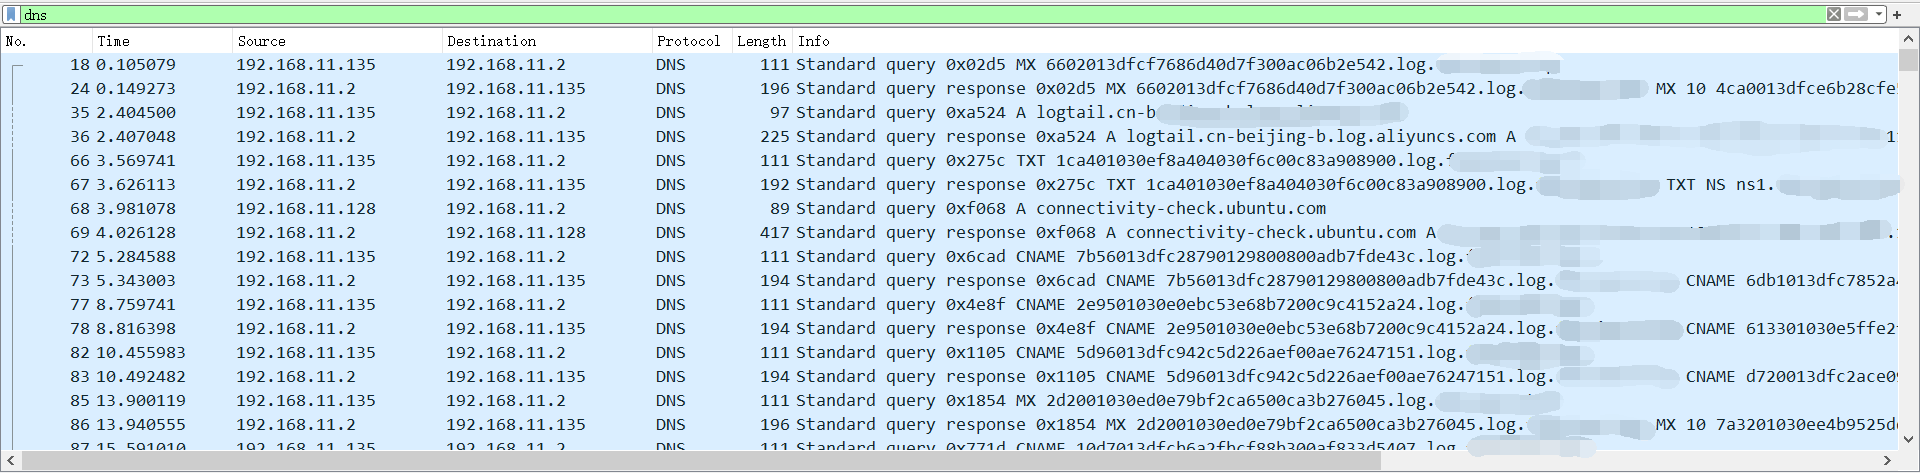 dns
No. Time Source Destination Protocol Length Info
18 0.105079 192.168.11.135 192.168.11.2 DNS 111 Standard query 0x02d5 MX 6602013dfcf7686d40d7f300ac06b2e542.log.
24 0.149273 192.168.11.2 192.168.11.135 DNS 196 Standard query response 0x02d5 MX 6602013dfcf7686d40d7f300ac06b2e542.log. MX 10 4ca0013dfce6b28cfe
35 2.404500 192.168.11.135 192.168.11.2 DNS 97 Standard query 0xa524 A logtail.cn-b
36 2.407048 192.168.11.2 192.168.11.135 DNS 225 Standard query response 0xa524 A logtail.cn-beijing-b.log.aliyuncs.com A
66 3.569741 192.168.11.135 192.168.11.2 DNS 111 Standard query 0x275c TXT 1ca401030ef8a404030f6c00c83a908900.log.
67 3.626113 192.168.11.2 192.168.11.135 DNS 192 Standard query response 0x275c TXT 1ca401030ef8a404030f6c00c83a908900.log. TXT NS ns1.
68 3.981078 192.168.11.128 192.168.11.2 DNS 89 Standard query 0xf068 A connectivity-check.ubuntu.com
69 4.026128 192.168.11.2 192.168.11.128 DNS 417 Standard query response 0xf068 A connectivity-check.ubuntu.com A
72 5.284588 192.168.11.135 192.168.11.2 DNS 111 Standard query 0x6cad CNAME 7b56013dfc28790129800800adb7fde43c.log.
73 5.343003 192.168.11.2 192.168.11.135 DNS 194 Standard query response 0x6cad CNAME 7b56013dfc28790129800800adb7fde43c.log. CNAME 6db1013dfc7852a
77 8.759741 192.168.11.135 192.168.11.2 DNS 111 Standard query 0x4e8f CNAME 2e9501030e0ebc53e68b7200c9c4152a24.log.
78 8.816398 192.168.11.2 192.168.11.135 DNS 194 Standard query response 0x4e8f CNAME 2e9501030e0ebc53e68b7200c9c4152a24.log. CNAME 613301030e5ffe2
82 10.455983 192.168.11.135 192.168.11.2 DNS 111 Standard query 0x1105 CNAME 5d96013dfc942c5d226aef00ae76247151.log.
83 10.492482 192.168.11.2 192.168.11.135 DNS 194 Standard query response 0x1105 CNAME 5d96013dfc942c5d226aef00ae76247151.log. CNAME d720013dfc2ace0
85 13.900119 192.168.11.135 192.168.11.2 DNS 111 Standard query 0x1854 MX 2d2001030ed0e79bf2ca6500ca3b276045.log.
86 13.940555 192.168.11.2 192.168.11.135 DNS 196 Standard query response 0x1854 MX 2d2001030ed0e79bf2ca6500ca3b276045.log. MX 10 7a3201030ee4b9525d
87 15.591010 192.168.11.135 192.168.11.2 DNS 111 Standard query 0x771d CNAME